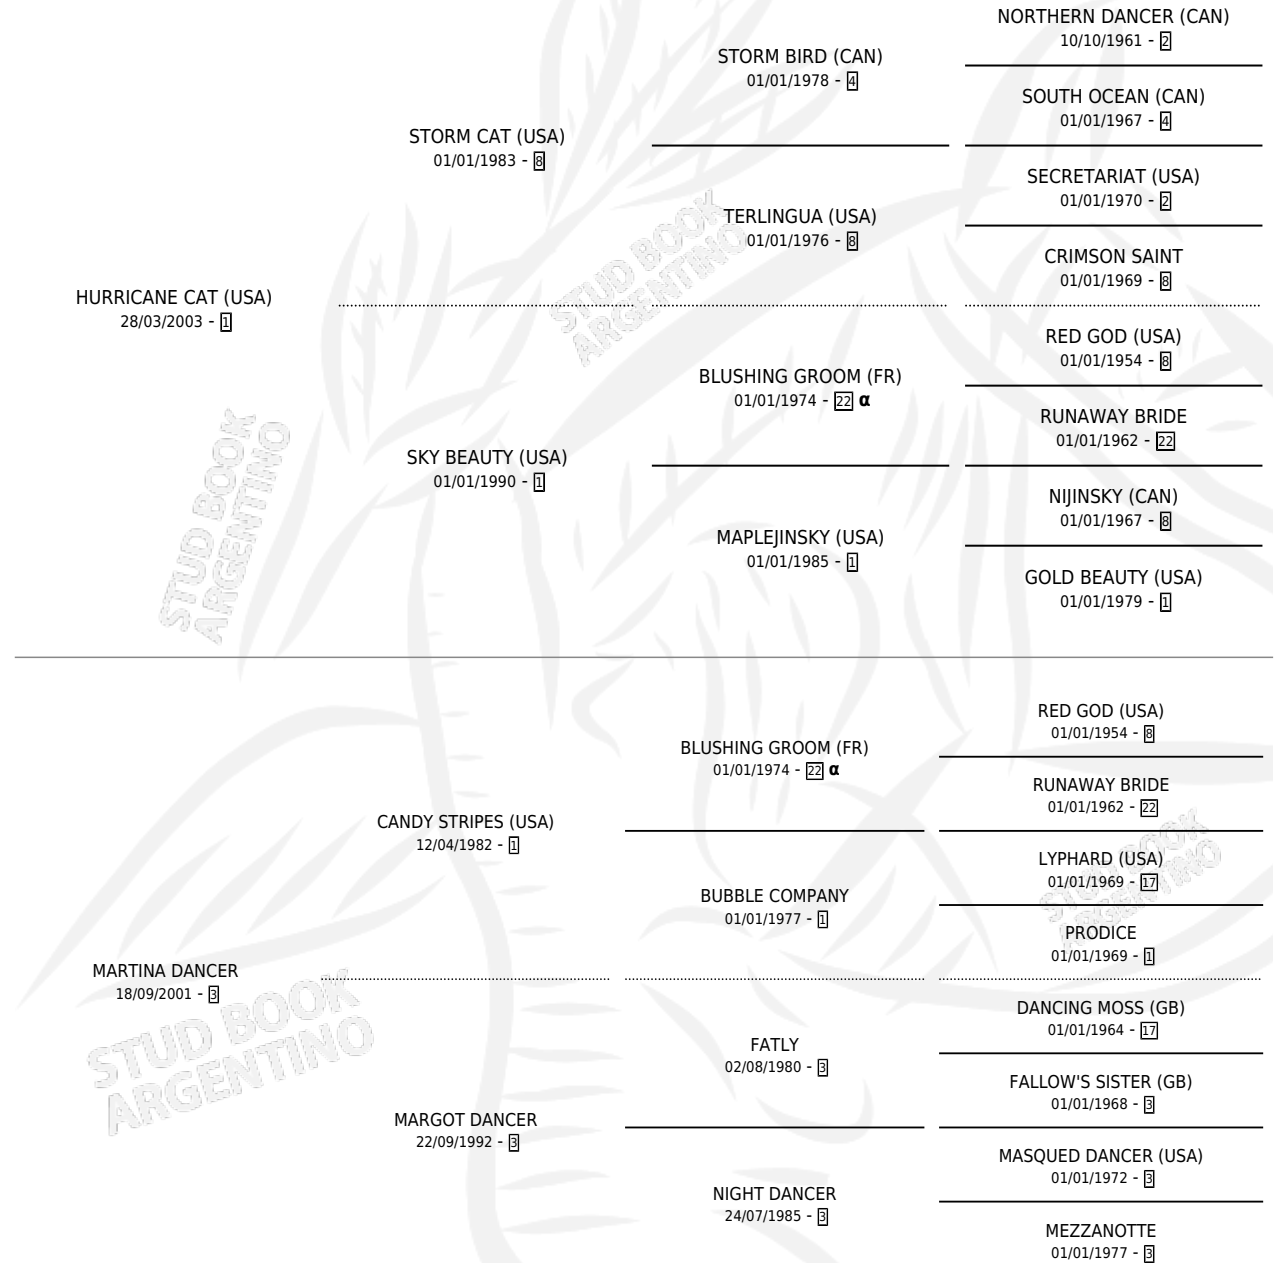 NORTHERN DANCER (CAN)
10/10/1961 - 2
STORM BIRD (CAN)
01/01/1978 - 4
SOUTH OCEAN (CAN)
01/01/1967 - 4
STORM CAT (USA)
01/01/1983 - 8
SECRETARIAT (USA)
01/01/1970 - 2
TERLINGUA (USA)
01/01/1976 - 8
CRIMSON SAINT
01/01/1969 - 8
HURRICANE CAT (USA)
28/03/2003 - 1
RED GOD (USA)
01/01/1954 - 8
BLUSHING GROOM (FR)
01/01/1974 - 22 α
RUNAWAY BRIDE
01/01/1962 - 22
SKY BEAUTY (USA)
01/01/1990 - 1
NIJINSKY (CAN)
01/01/1967 - 8
MAPLEJINSKY (USA)
01/01/1985 - 1
GOLD BEAUTY (USA)
01/01/1979 - 1
RED GOD (USA)
01/01/1954 - 8
BLUSHING GROOM (FR)
01/01/1974 - 22 α
RUNAWAY BRIDE
01/01/1962 - 22
CANDY STRIPES (USA)
12/04/1982 - 1
LYPHARD (USA)
01/01/1969 - 17
BUBBLE COMPANY
01/01/1977 - 1
PRODICE
01/01/1969 - 1
MARTINA DANCER
18/09/2001 - 3
DANCING MOSS (GB)
01/01/1964 - 17
FATLY
02/08/1980 - 3
FALLOW'S SISTER (GB)
01/01/1968 - 3
MARGOT DANCER
22/09/1992 - 3
MASQUED DANCER (USA)
01/01/1972 - 3
NIGHT DANCER
24/07/1985 - 3
MEZZANOTTE
01/01/1977 - 3
STUD BOOK
ARGENTINO
STUD BOOK
ARGENTINO
STUD BOOK
ARGENTINO
STUD BOOK
ARGENTINO